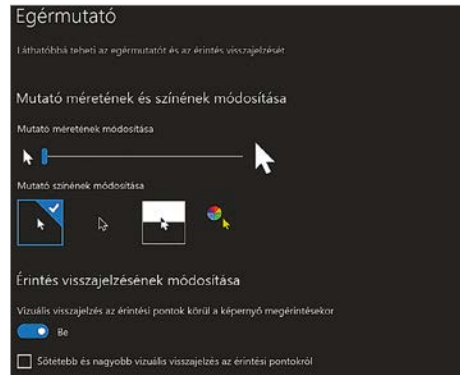 Egérmutató
Láthatóbbá teheti az egérmutatót és az érintés visszajelzését
Mutató méretének és színének módosítása
Mutató méretének módosítása
Mutató színének módosítása
Érintés visszajelzésének módosítása
Vizuális visszajelzés az érintési pontok körül a képernyő megérintésekor
Be
Sötétebb és nagyobb vizuális visszajelzés az érintési pontokról